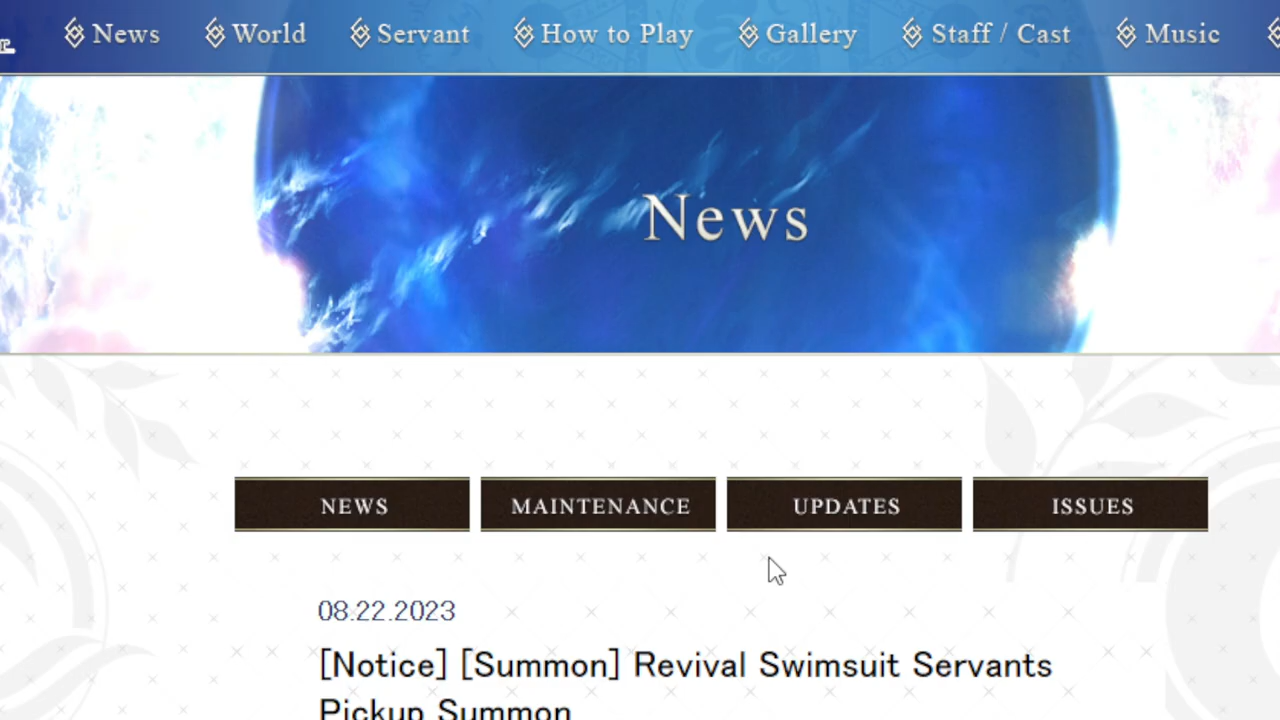 News World Servant How to Play Gallery Staff / Cast Music
News
NEWS MAINTENANCE UPDATES ISSUES
08.22.2023
[Notice] [Summon] Revival Swimsuit Servants
Pickup Summon